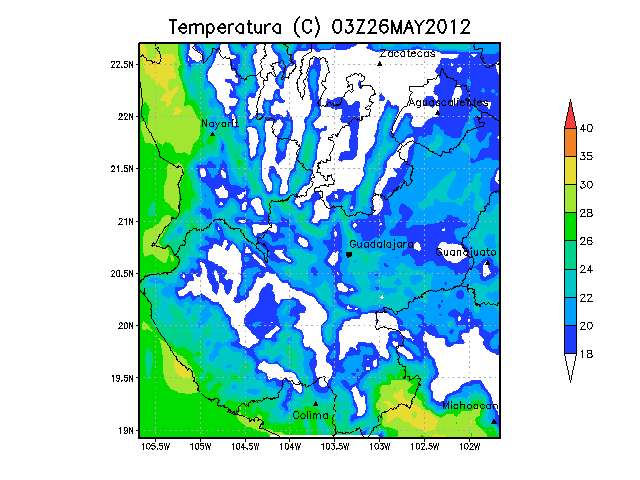 Temperatura (C) 03Z26MAY2012
Zacatecas
22.5N
Aguascalientes
22N
Nayarit
21.5N
21N
Guadalajara
Guanajuato
20.5N
20N
19.5N
Michoacan
Colima
19N
105.5W 105W 104.5W 104W 103.5W 103W 102.5W 102W
40
35
30
28
26
24
22
20
18